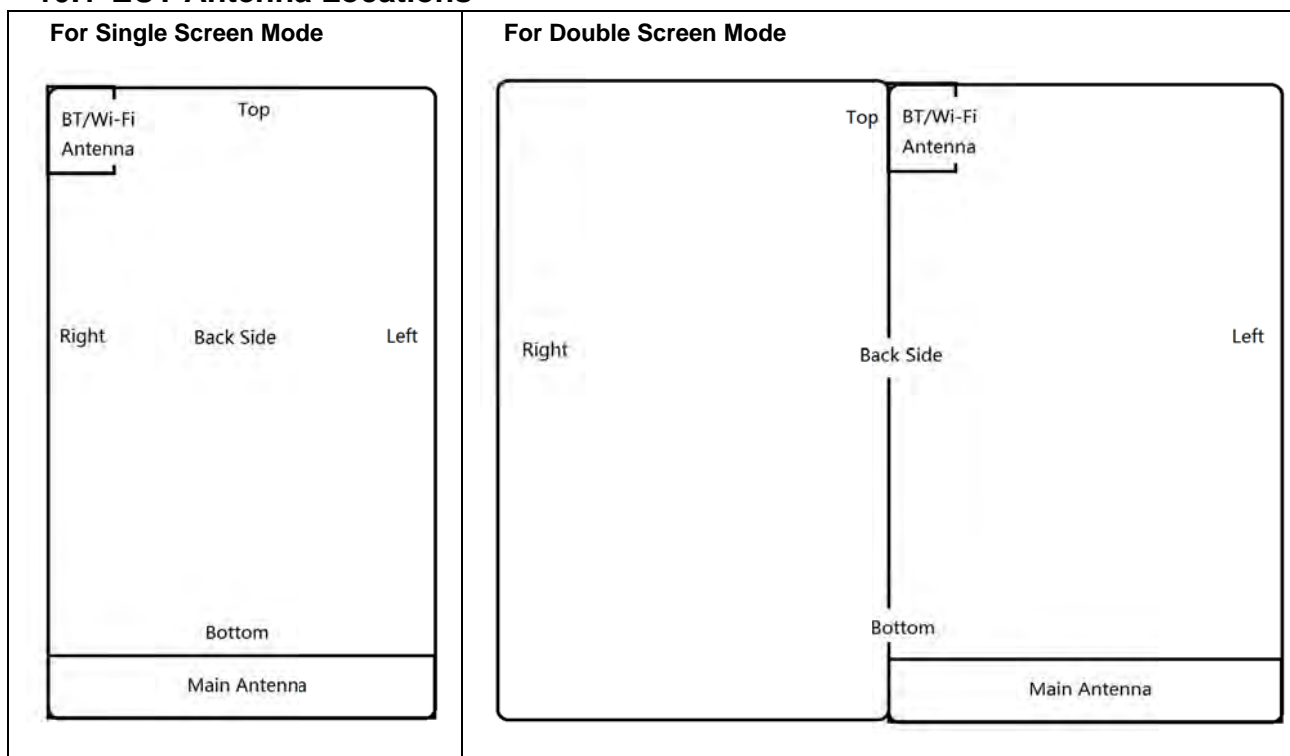 For Single Screen Mode
BT/Wi-Fi
Antenna
Top
Right
Back Side
Left
Bottom
Main Antenna
For Double Screen Mode
Top
BT/Wi-Fi
Antenna
Right
Back Side
Left
Bottom
Main Antenna